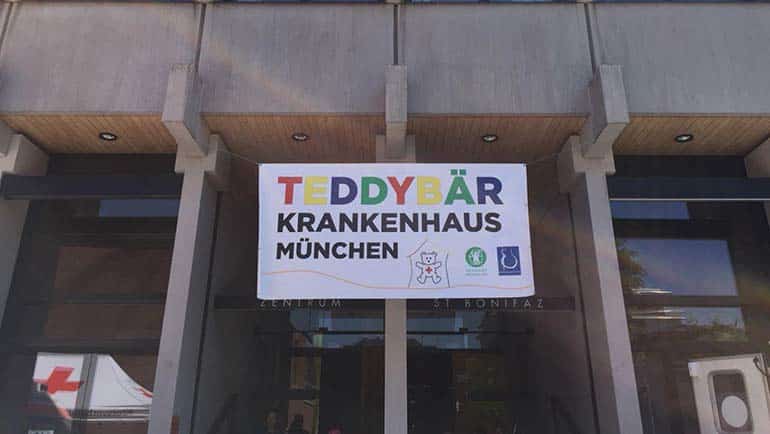 TEDDYBÄR
KRANKENHAUS
MÜNCHEN
ZENTRUM ST. BONIFAZ